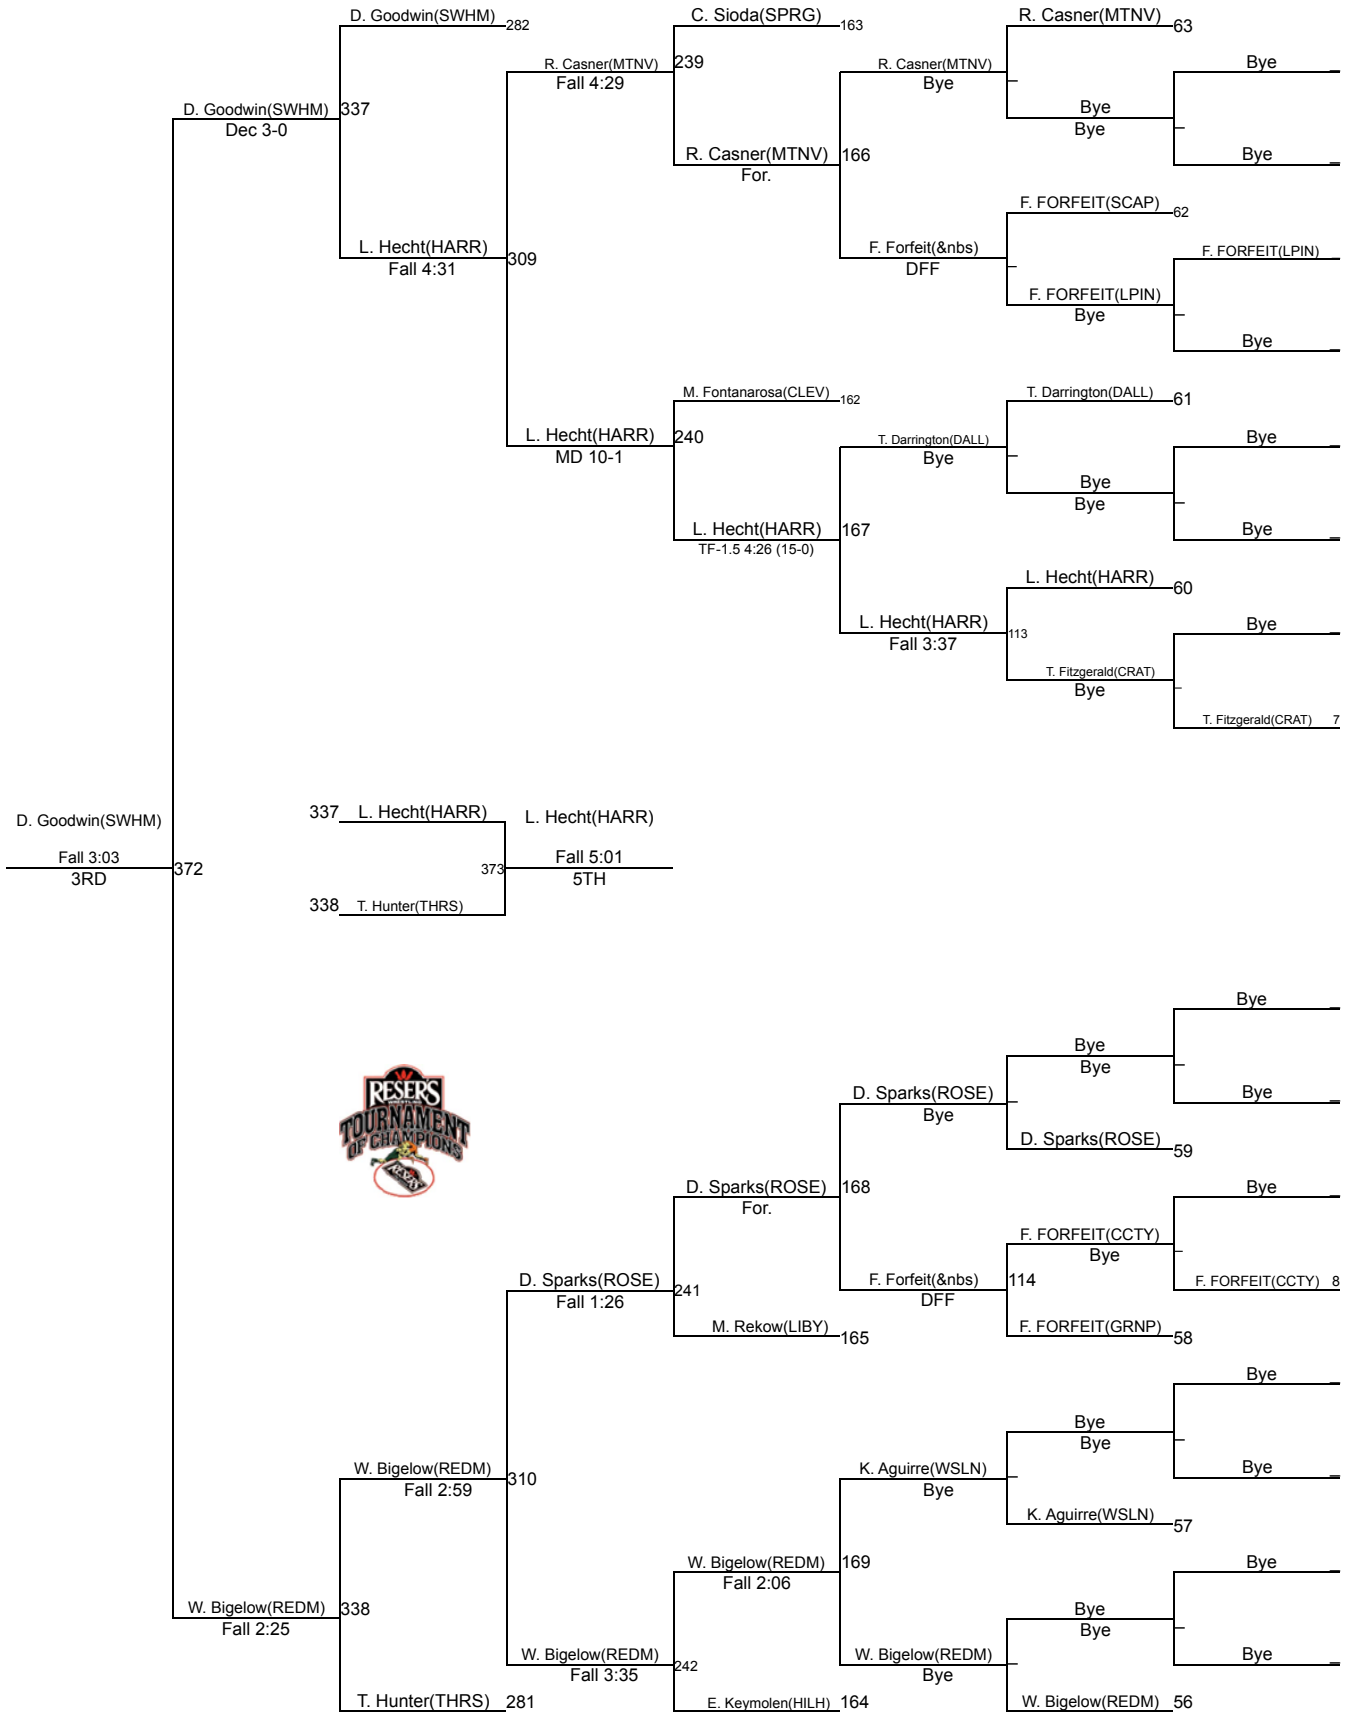 D. Goodwin(SWHM) 282
C. Sioda(SPRG) 163
R. Casner(MTNV) 63
R. Casner(MTNV) 239
Fall 4:29
R. Casner(MTNV)
Bye
Bye _
_
D. Goodwin(SWHM) 337
Dec 3-0
Bye
Bye
_
R. Casner(MTNV) 166
For.
Bye _
F. FORFEIT(SCAP) 62
L. Hecht(HARR) 309
Fall 4:31
F. Forfeit(&nbs)
DFF
_
F. FORFEIT(LPIN) _
F. FORFEIT(LPIN)
Bye
_
Bye _
M. Fontanarosa(CLEV) 162
T. Darrington(DALL) 61
L. Hecht(HARR) 240
MD 10-1
T. Darrington(DALL)
Bye
_
Bye _
Bye
Bye
_
L. Hecht(HARR) 167
TF-1.5 4:26 (15-0)
Bye _
L. Hecht(HARR) 60
L. Hecht(HARR) 113
Fall 3:37
Bye _
T. Fitzgerald(CRAT)
Bye
_
T. Fitzgerald(CRAT) 7
D. Goodwin(SWHM)
337 L. Hecht(HARR)
L. Hecht(HARR)
Fall 3:03
3RD
372
373
Fall 5:01
5TH
338 T. Hunter(THRS)
Bye _
Bye
Bye
_
RESER'S
WRESTLING
TOURNAMENT
OF CHAMPIONS
RESER'S
D. Sparks(ROSE)
Bye
_
Bye _
D. Sparks(ROSE) 59
D. Sparks(ROSE) 168
For.
Bye _
F. FORFEIT(CCTY)
Bye
_
D. Sparks(ROSE) 241
Fall 1:26
F. Forfeit(&nbs) 114
DFF
F. FORFEIT(CCTY) 8
M. Rekow(LIBY) 165
F. FORFEIT(GRNP) 58
Bye _
Bye
Bye
_
W. Bigelow(REDM) 310
Fall 2:59
K. Aguirre(WSLN)
Bye
_
Bye _
K. Aguirre(WSLN) 57
W. Bigelow(REDM) 169
Fall 2:06
Bye _
W. Bigelow(REDM) 338
Fall 2:25
Bye
Bye
_
W. Bigelow(REDM) 242
Fall 3:35
W. Bigelow(REDM)
Bye
_
Bye _
T. Hunter(THRS) 281
E. Keymolen(HILH) 164
W. Bigelow(REDM) 56